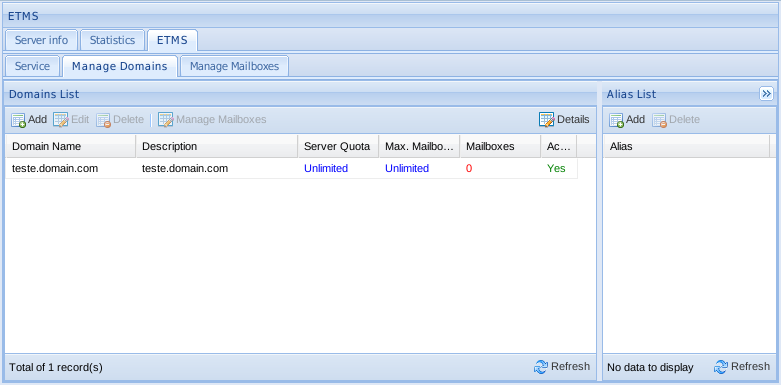 ETMS
Server info Statistics ETMS
Service Manage Domains Manage Mailboxes
Domains List
Add Edit Delete Manage Mailboxes Details
Domain Name Description Server Quota Max. Mailbo... Mailboxes Ac...
teste.domain.com teste.domain.com Unlimited Unlimited 0 Yes
Total of 1 record(s) Refresh
Alias List
Add Delete
Alias
No data to display Refresh